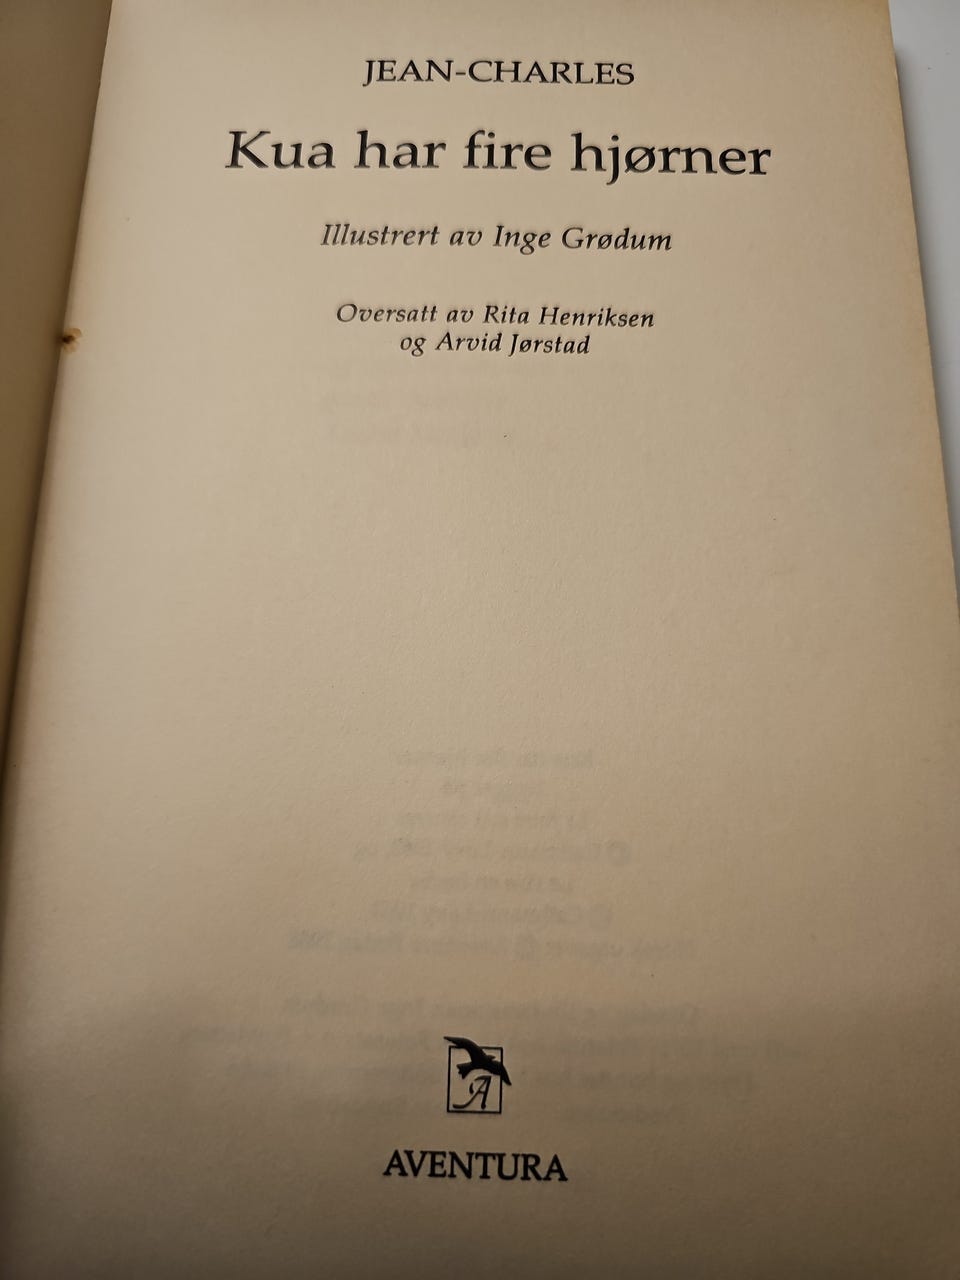 JEAN-CHARLES
Kua har fire hjørner
Illustrert av Inge Grødum
Oversatt av Rita Henriksen
og Arvid Jørstad
A
AVENTURA